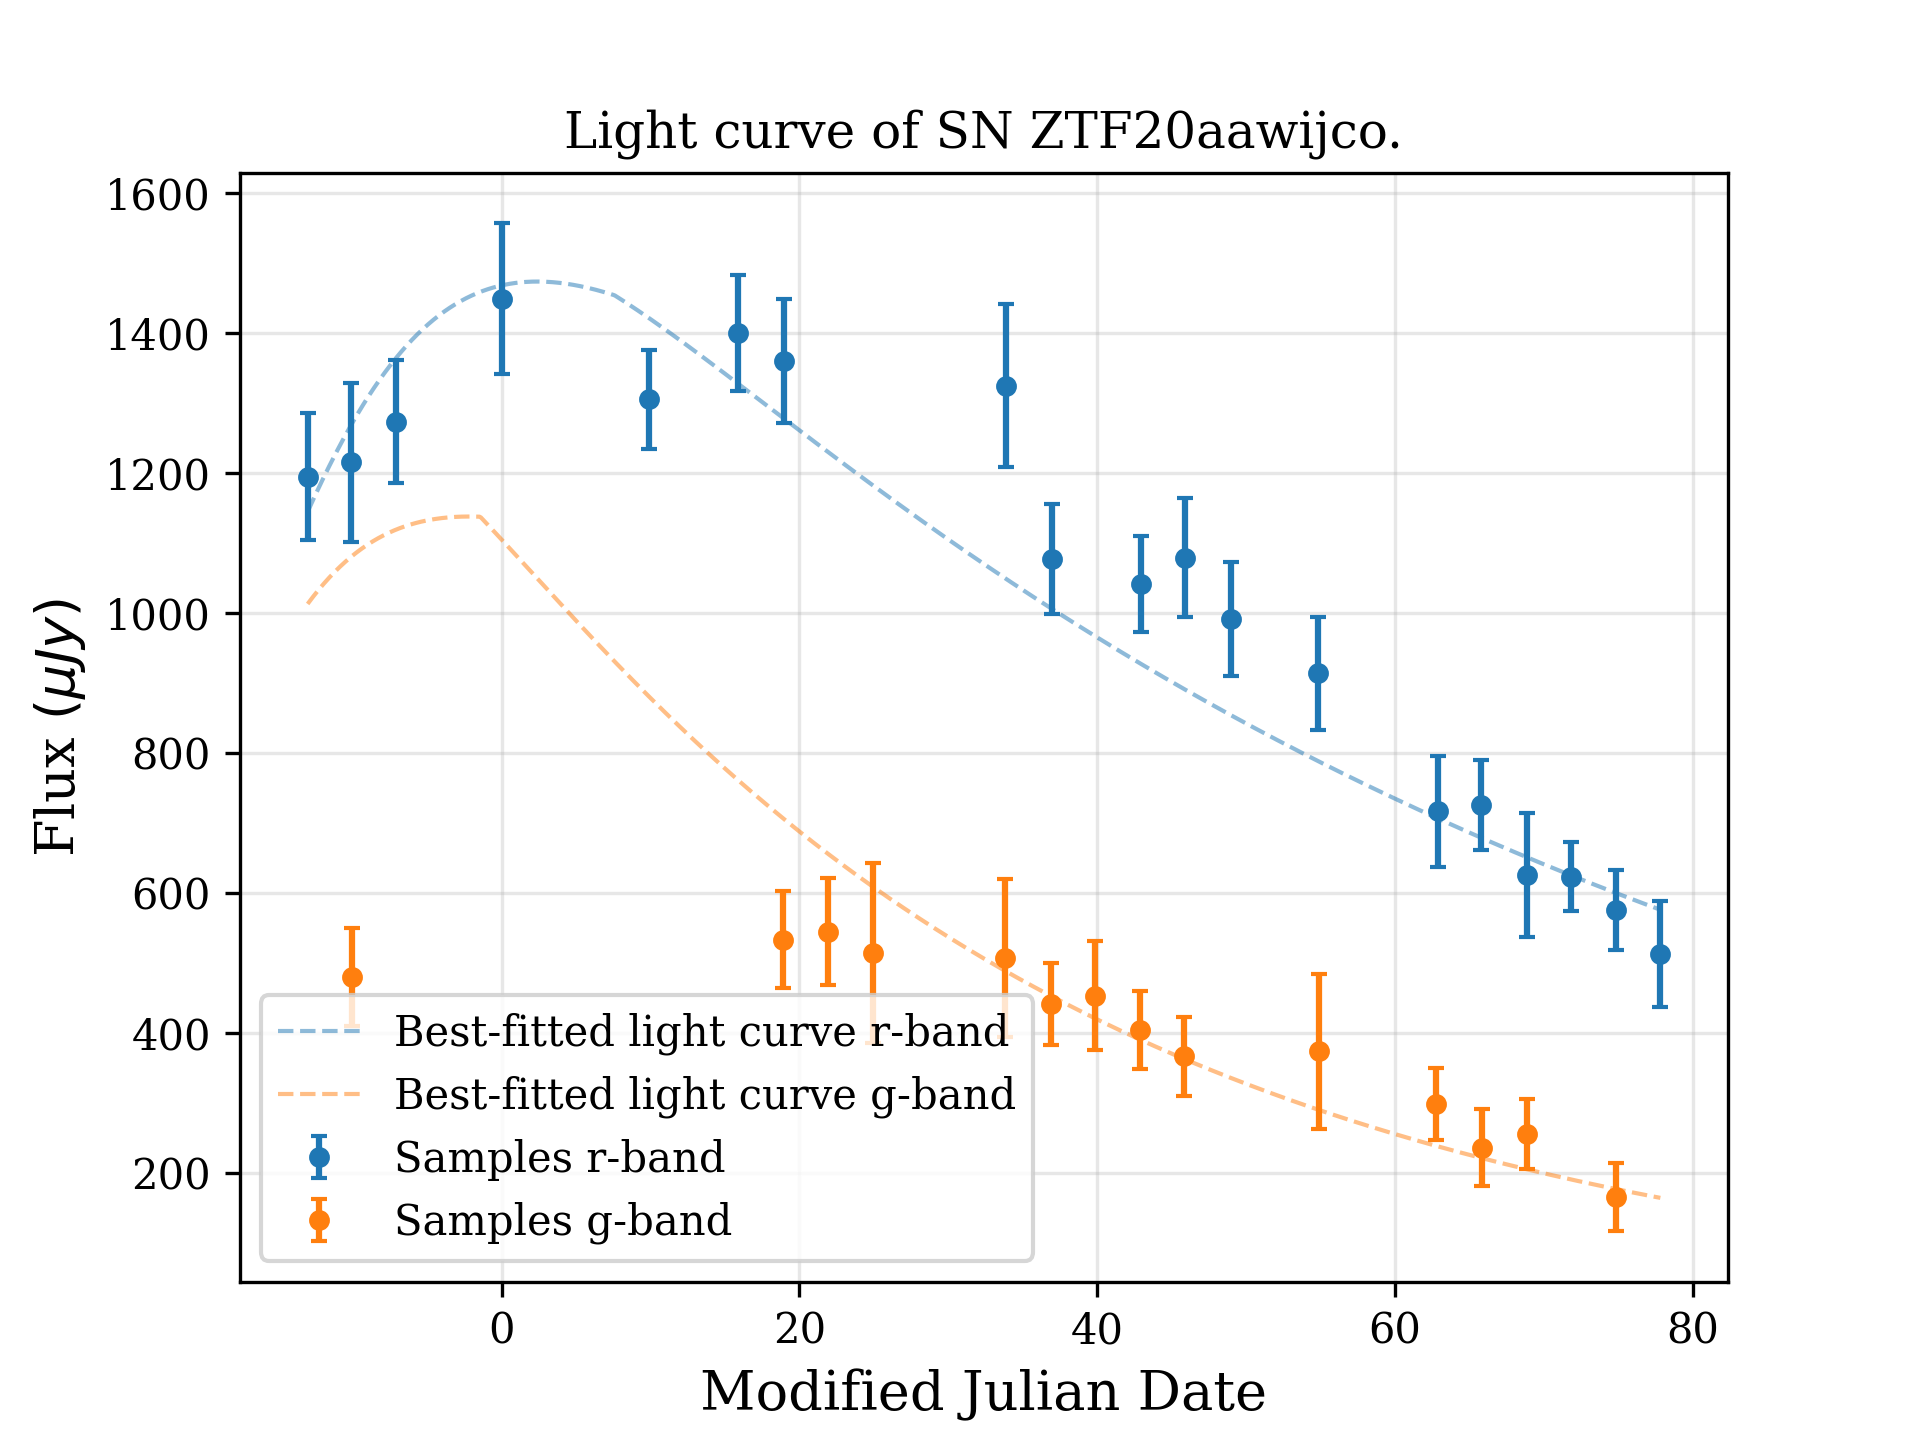 Light curve of SN ZTF20aawijco.
1600
1400
1200
1000
800
600
400
200
Flux (μJy)
Best-fitted light curve r-band
Best-fitted light curve g-band
Samples r-band
Samples g-band
0 20 40 60 80
Modified Julian Date